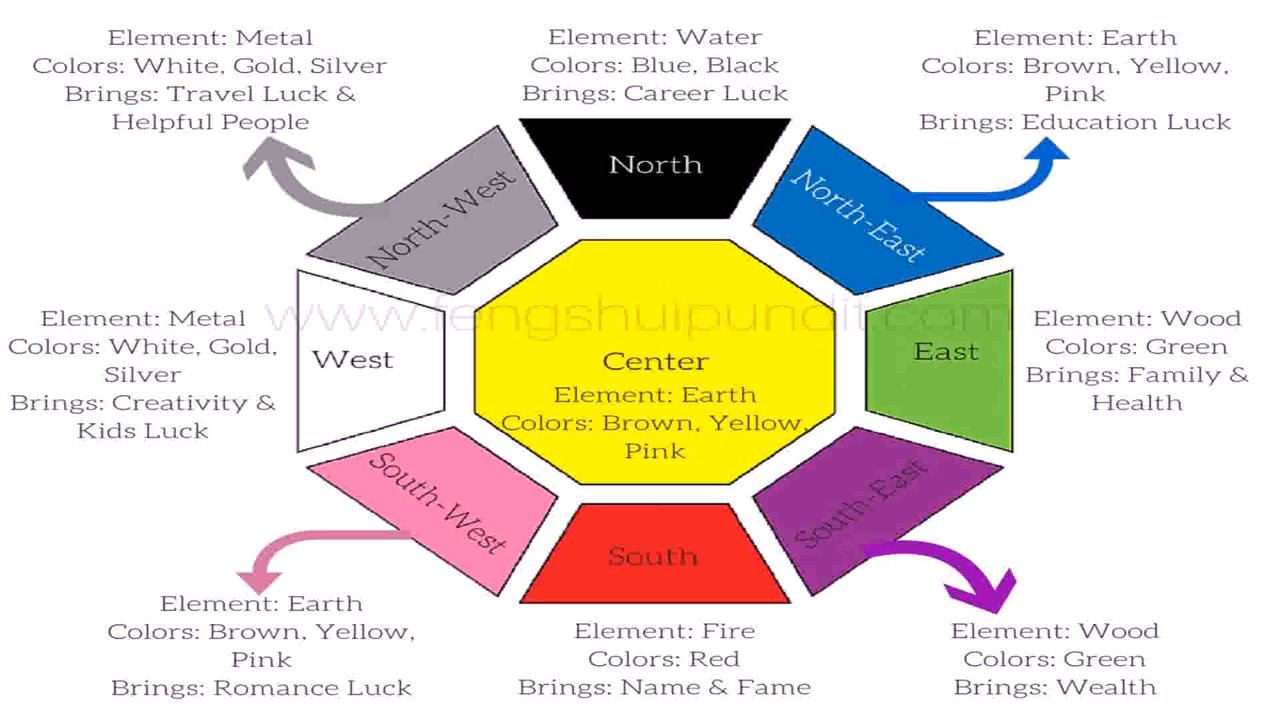 Element: Metal
Colors: White, Gold, Silver
Brings: Travel Luck &
Helpful People
Element: Water
Colors: Blue, Black
Brings: Career Luck
Element: Earth
Colors: Brown, Yellow,
Pink
Brings: Education Luck
North-West
North
North-East
www.fengshuipundit.com
Element: Metal
Colors: White, Gold,
Silver
Brings: Creativity &
Kids Luck
West
Center
Element: Earth
Colors: Brown, Yellow,
Pink
East
Element: Wood
Colors: Green
Brings: Family &
Health
South-West
South
South-East
Element: Earth
Colors: Brown, Yellow,
Pink
Brings: Romance Luck
Element: Fire
Colors: Red
Brings: Name & Fame
Element: Wood
Colors: Green
Brings: Wealth